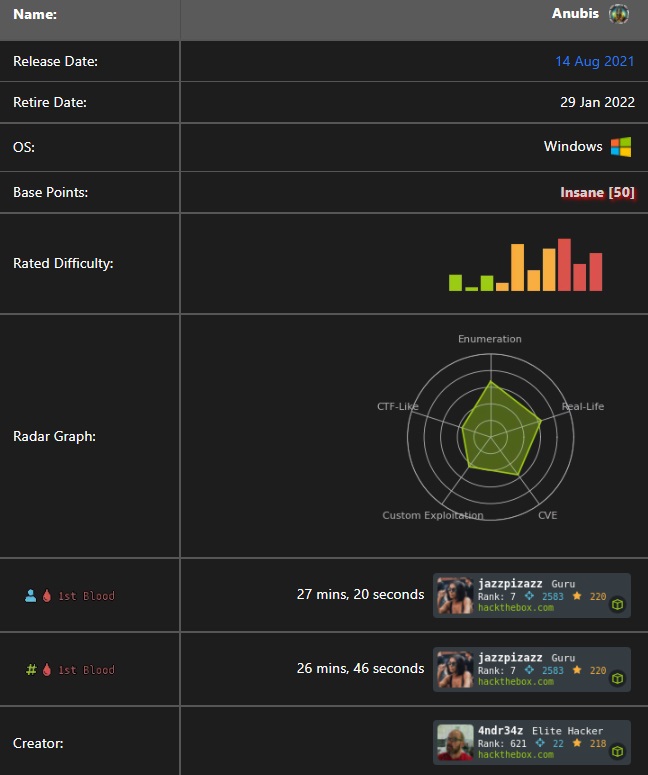 Name: Anubis
Release Date: 14 Aug 2021
Retire Date: 29 Jan 2022
OS: Windows
Base Points: Insane [50]
Rated Difficulty:
Radar Graph:
Enumeration
CTF-Like
Real-Life
Custom Exploitation
CVE
1st Blood
27 mins, 20 seconds
jazzpizazz Guru
Rank: 7 2583 220
hackthebox.com
# 1st Blood
26 mins, 46 seconds
jazzpizazz Guru
Rank: 7 2583 220
hackthebox.com
Creator:
4ndr34z Elite Hacker
Rank: 621 22 218
hackthebox.com